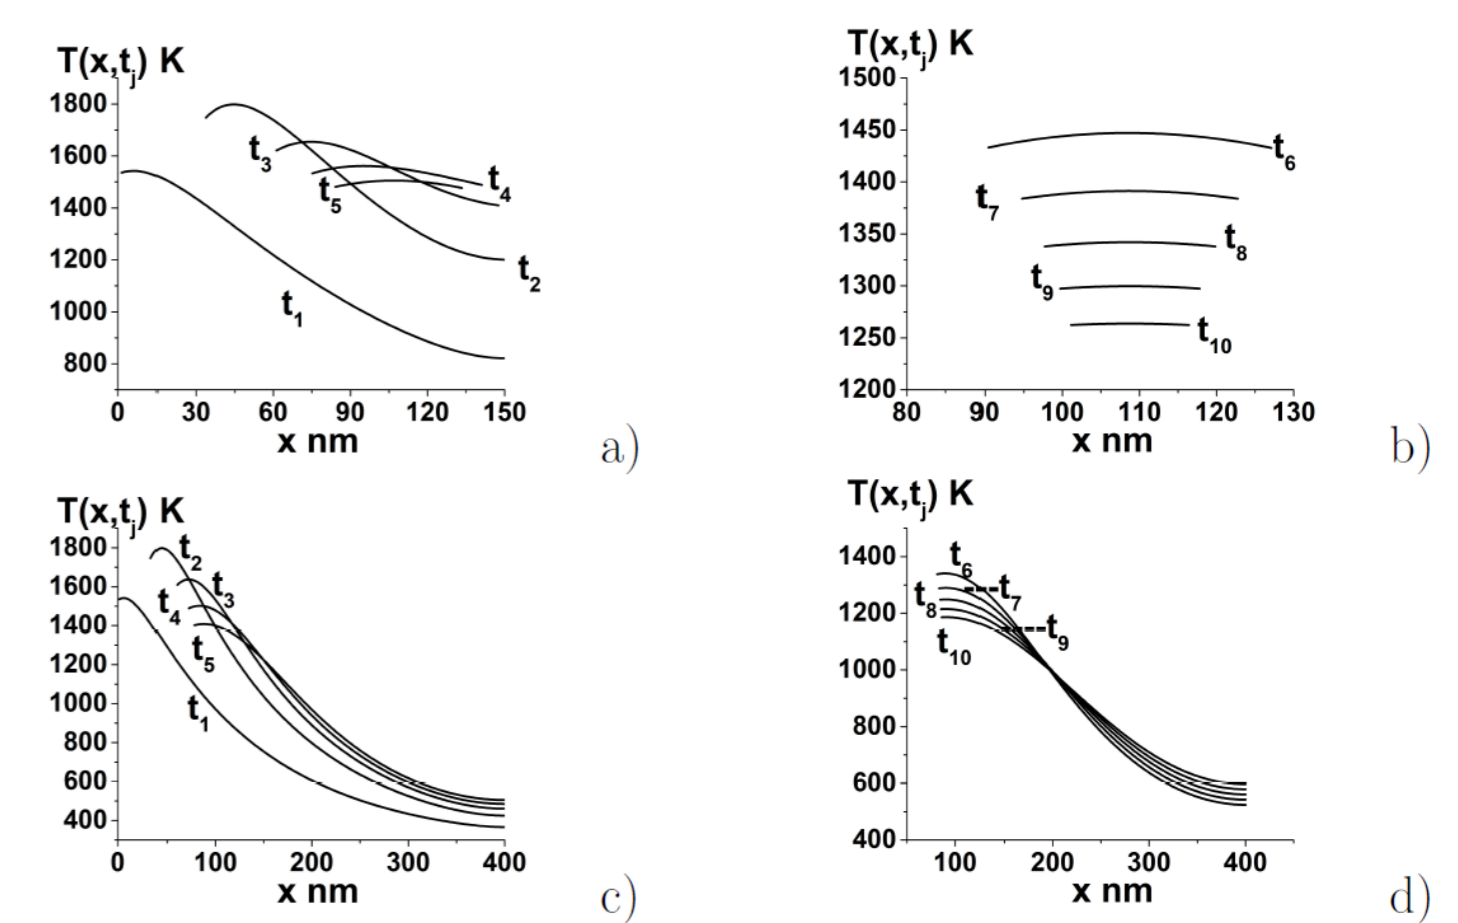 T(x,tⱼ) K
1800
1600
1400
1200
1000
800
0 30 60 90 120 150
x nm
t₁
t₂
t₃
t₄
t₅
a)
T(x,tⱼ) K
1500
1450
1400
1350
1300
1250
1200
80 90 100 110 120 130
x nm
t₆
t₇
t₈
t₉
t₁₀
b)
T(x,tⱼ) K
1800
1600
1400
1200
1000
800
600
400
0 100 200 300 400
x nm
t₂
t₃
t₄
t₅
t₁
c)
T(x,tⱼ) K
1400
1200
1000
800
600
400
100 200 300 400
x nm
t₆
t₇
t₈
t₉
t₁₀
d)